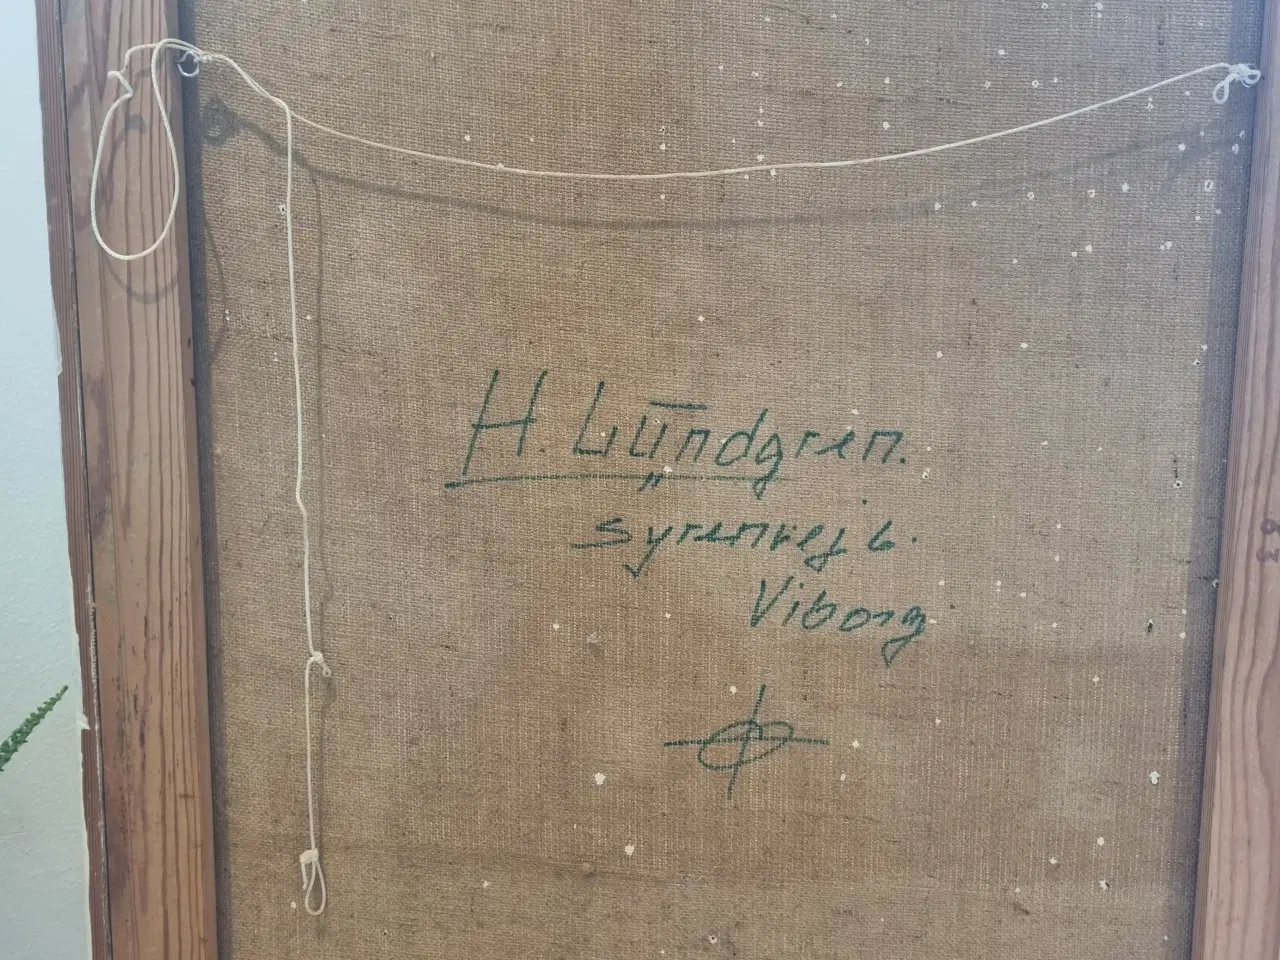 H. Lundgren.
Syrenvej 6.
Viborg